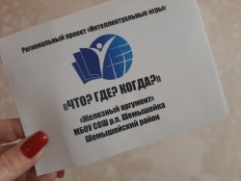 Региональный проект «Интеллектуальные игры»
«ЧТО? ГДЕ? КОГДА?»
«Железный аргумент»
МБОУ СОШ р.п. Шемышейка
Шемышейский район